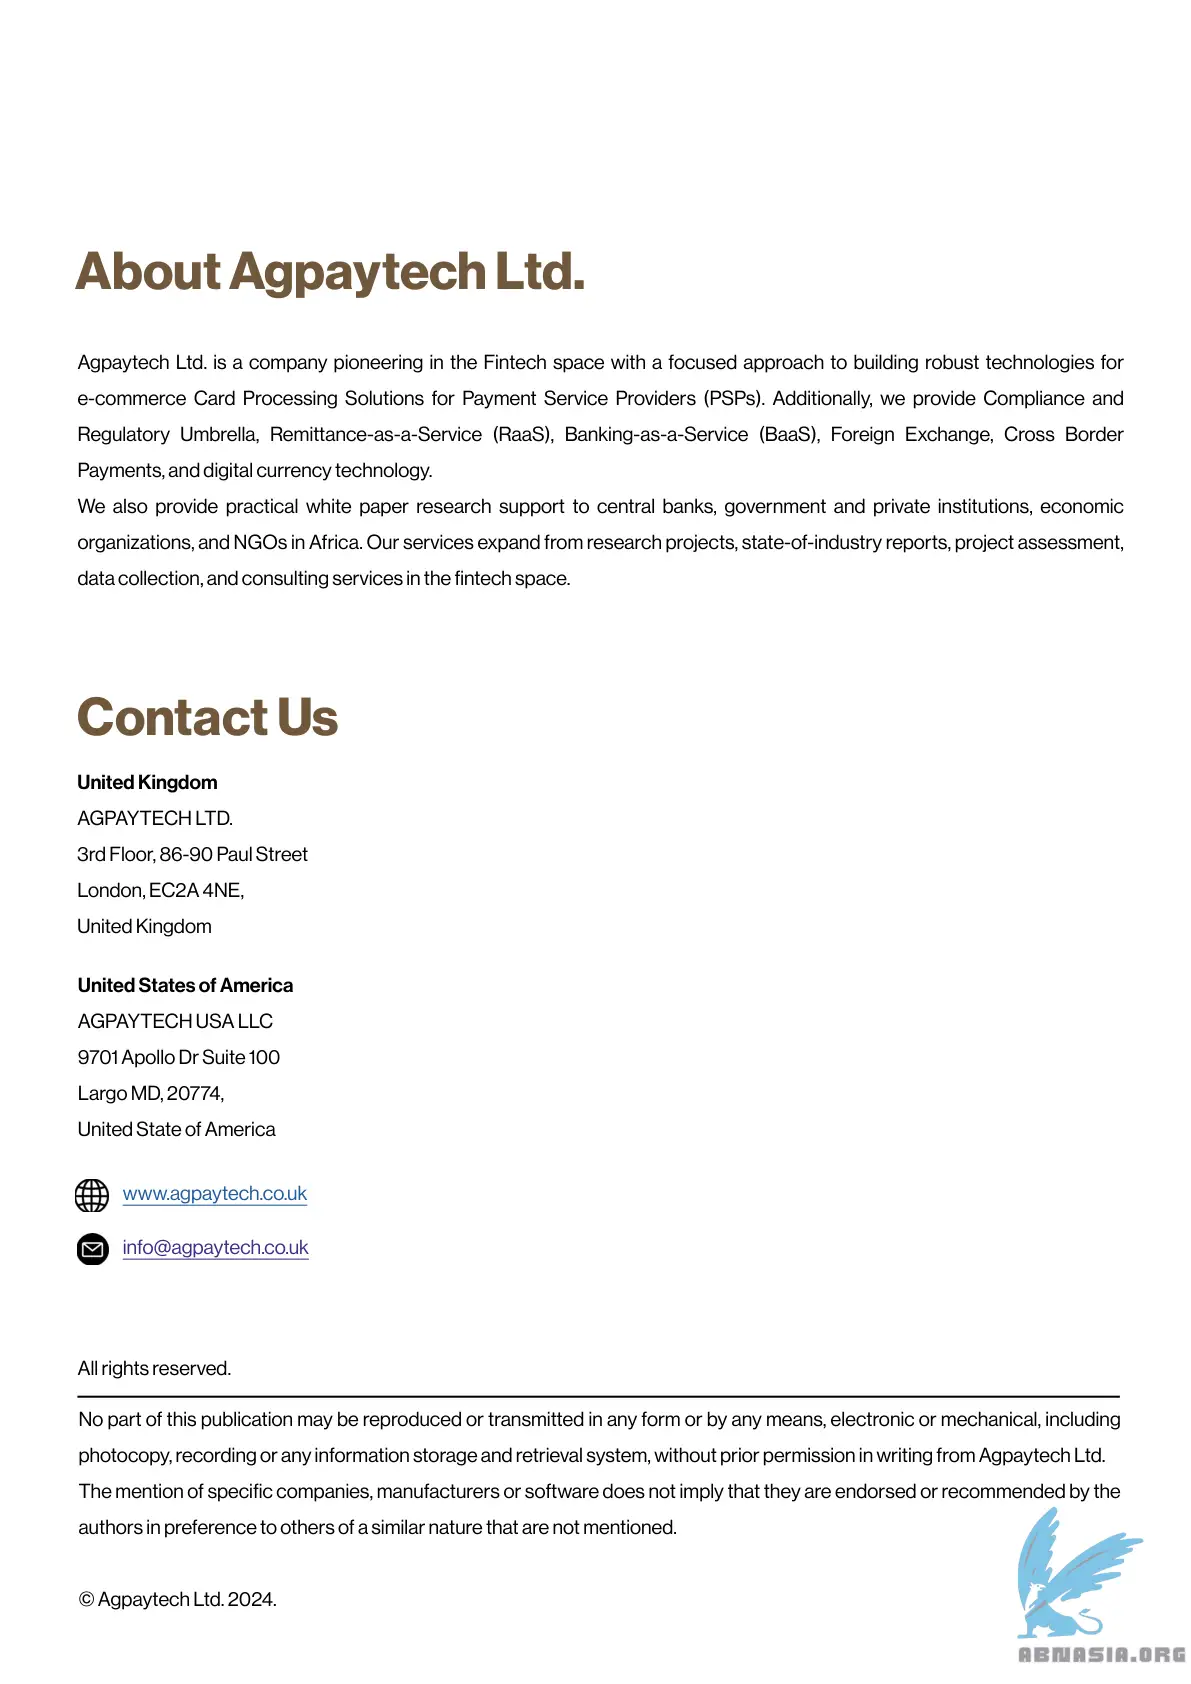 About Agpaytech Ltd.
Agpaytech Ltd. is a company pioneering in the Fintech space with a focused approach to building robust technologies for
e-commerce Card Processing Solutions for Payment Service Providers (PSPs). Additionally, we provide Compliance and
Regulatory Umbrella, Remittance-as-a-Service (RaaS), Banking-as-a-Service (BaaS), Foreign Exchange, Cross Border
Payments, and digital currency technology.
We also provide practical white paper research support to central banks, government and private institutions, economic
organizations, and NGOs in Africa. Our services expand from research projects, state-of-industry reports, project assessment,
data collection, and consulting services in the fintech space.
Contact Us
United Kingdom
AGPAYTECH LTD.
3rd Floor, 86-90 Paul Street
London, EC2A 4NE,
United Kingdom
United States of America
AGPAYTECH USA LLC
9701 Apollo Dr Suite 100
Largo MD, 20774,
United State of America
www.agpaytech.co.uk
info@agpaytech.co.uk
All rights reserved.
No part of this publication may be reproduced or transmitted in any form or by any means, electronic or mechanical, including
photocopy, recording or any information storage and retrieval system, without prior permission in writing from Agpaytech Ltd.
The mention of specific companies, manufacturers or software does not imply that they are endorsed or recommended by the
authors in preference to others of a similar nature that are not mentioned.
© Agpaytech Ltd. 2024.
ABNASIA.ORG